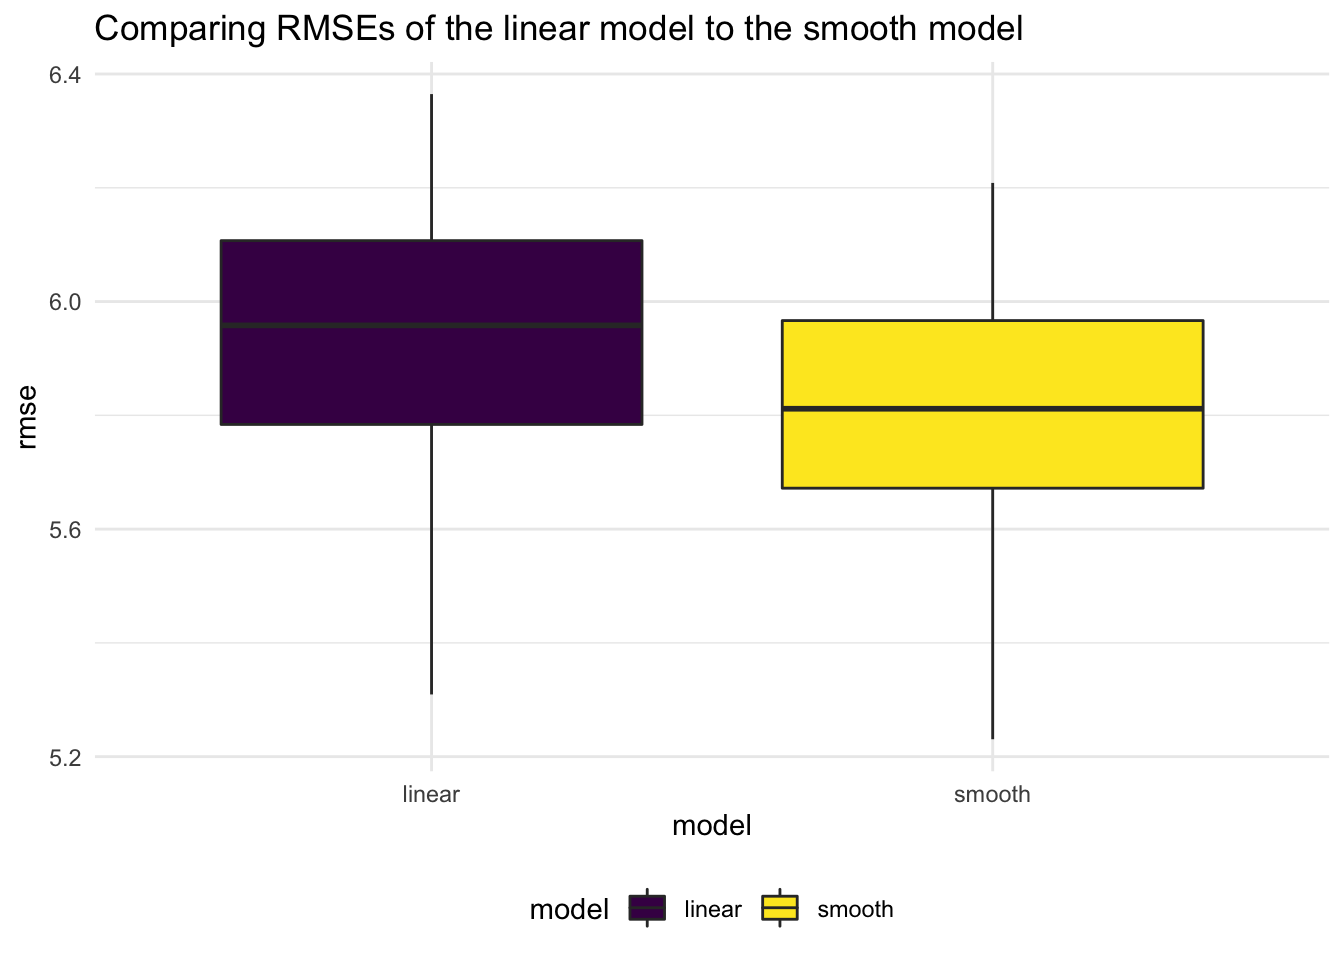 Comparing RMSEs of the linear model to the smooth model
6.4
6.0
5.6
5.2
rmse
linear smooth
model
model linear smooth